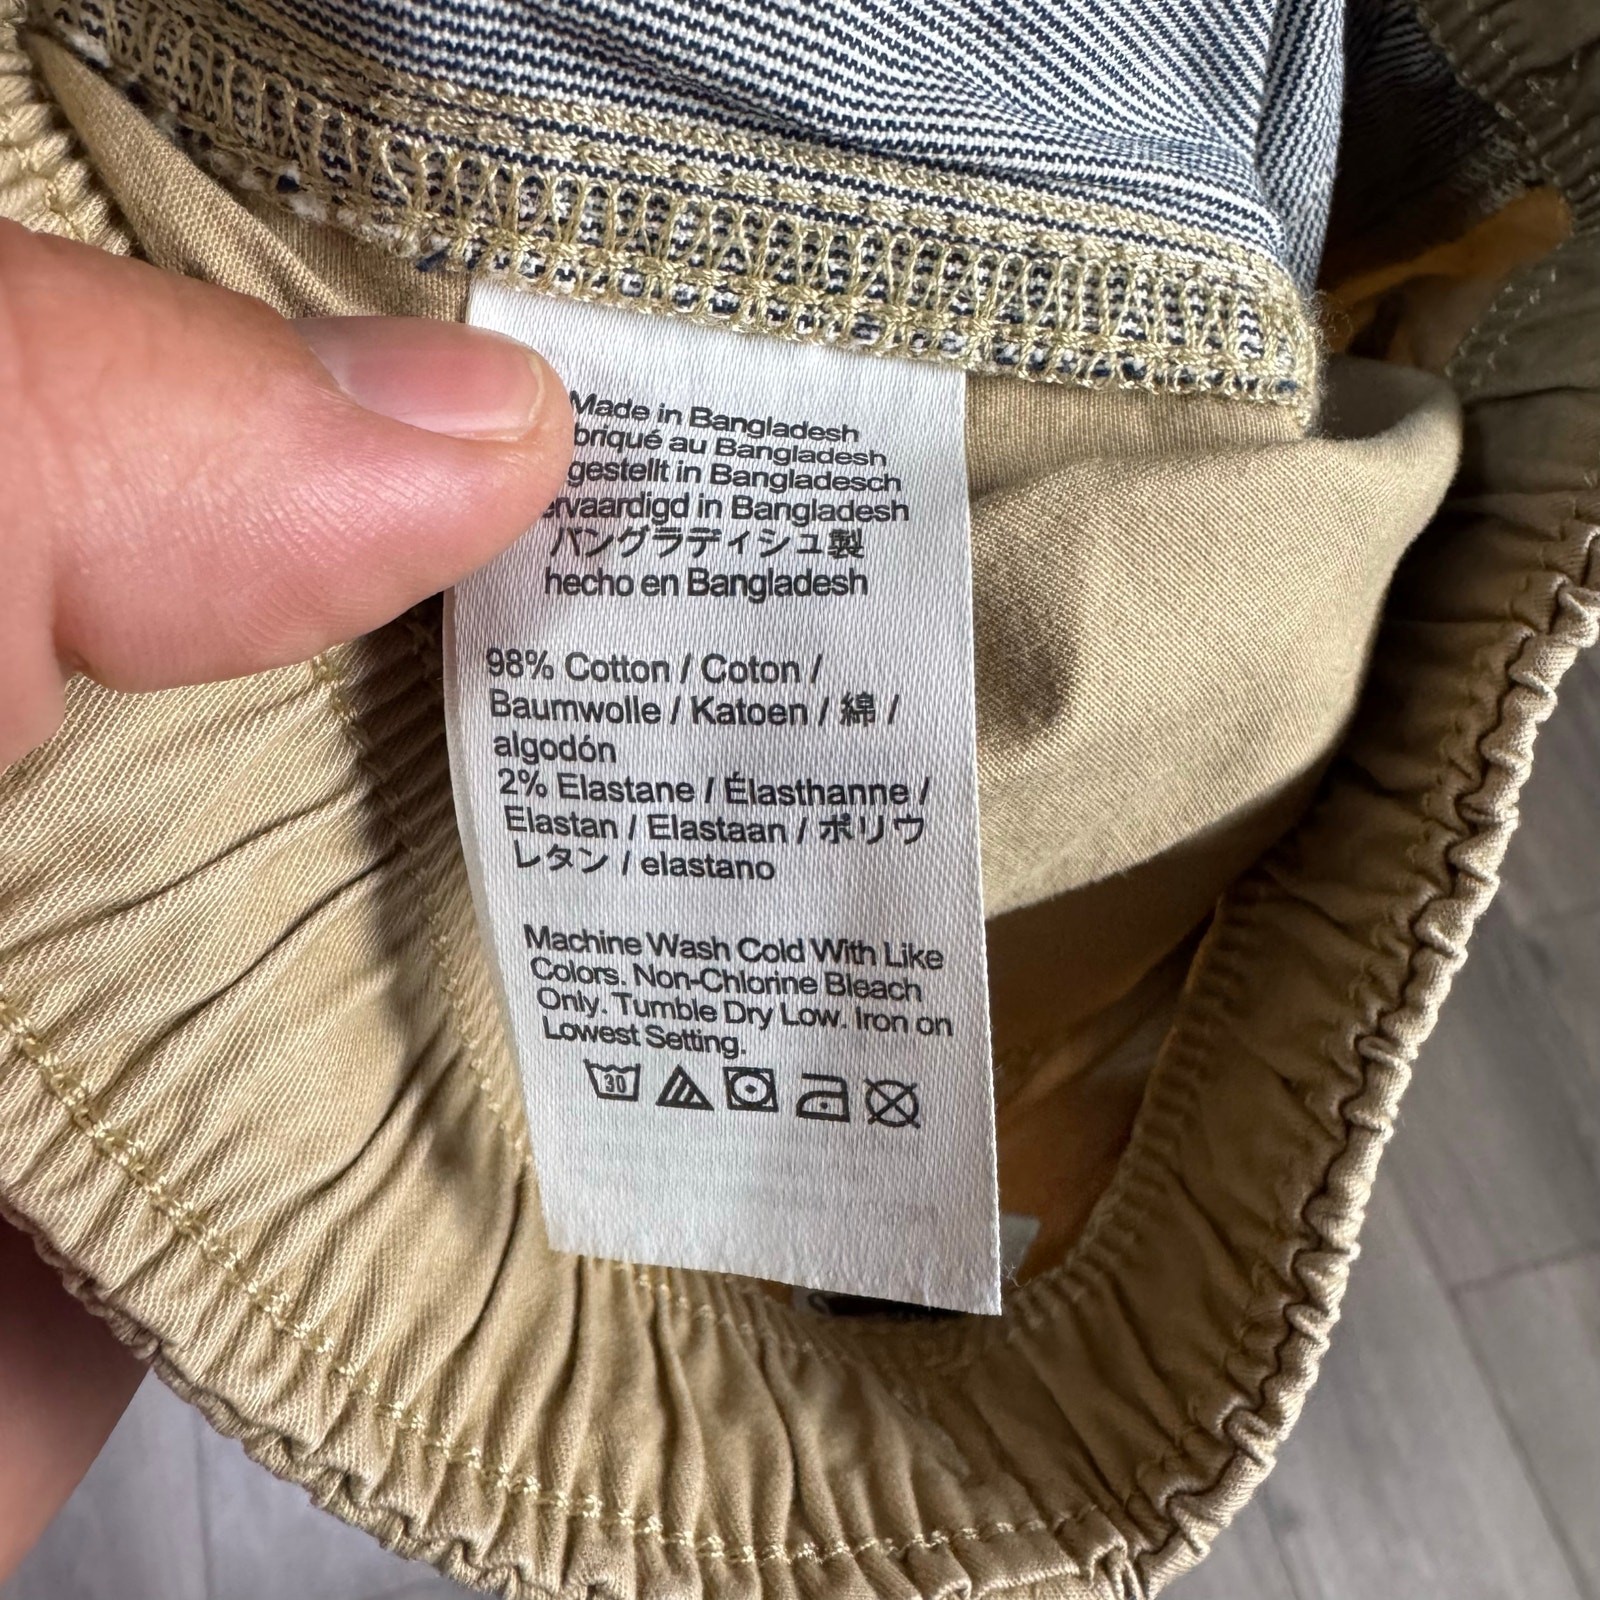 Made in Bangladesh
briqué au Bangladesh
gestellt in Bangladesch
ervaardigd in Bangladesh
バングラディシュ製
hecho en Bangladesh
98% Cotton / Coton /
Baumwolle / Katoen / 綿 /
algodón
2% Elastane / Élasthanne /
Elastan / Elastaan / ポリウ
レタン / elastano
Machine Wash Cold With Like
Colors. Non-Chlorine Bleach
Only. Tumble Dry Low. Iron on
Lowest Setting.
30